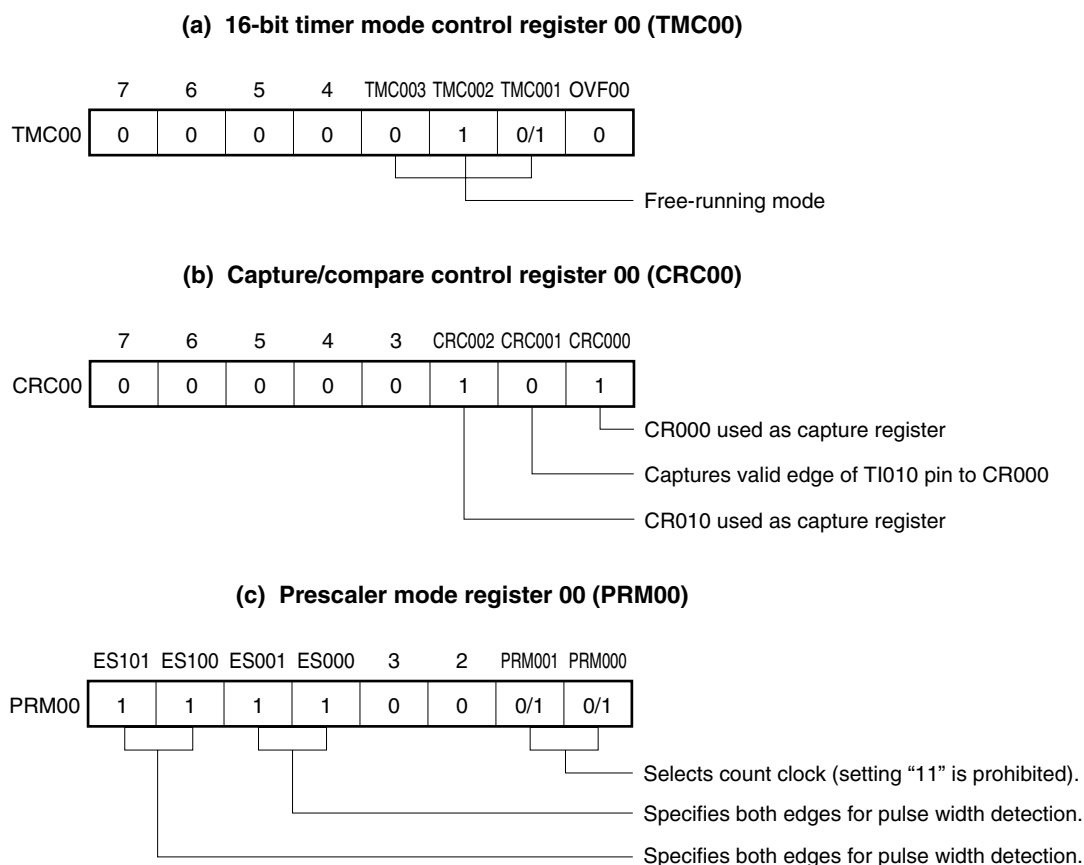 (a) 16-bit timer mode control register 00 (TMC00)
7 6 5 4 TMC003 TMC002 TMC001 OVF00
TMC00 0 0 0 0 0 1 0/1 0
Free-running mode
(b) Capture/compare control register 00 (CRC00)
7 6 5 4 3 CRC002 CRC001 CRC000
CRC00 0 0 0 0 0 1 0 1
CR000 used as capture register
Captures valid edge of TI010 pin to CR000
CR010 used as capture register
(c) Prescaler mode register 00 (PRM00)
ES101 ES100 ES001 ES000 3 2 PRM001 PRM000
PRM00 1 1 1 1 0 0 0/1 0/1
Selects count clock (setting “11” is prohibited).
Specifies both edges for pulse width detection.
Specifies both edges for pulse width detection.